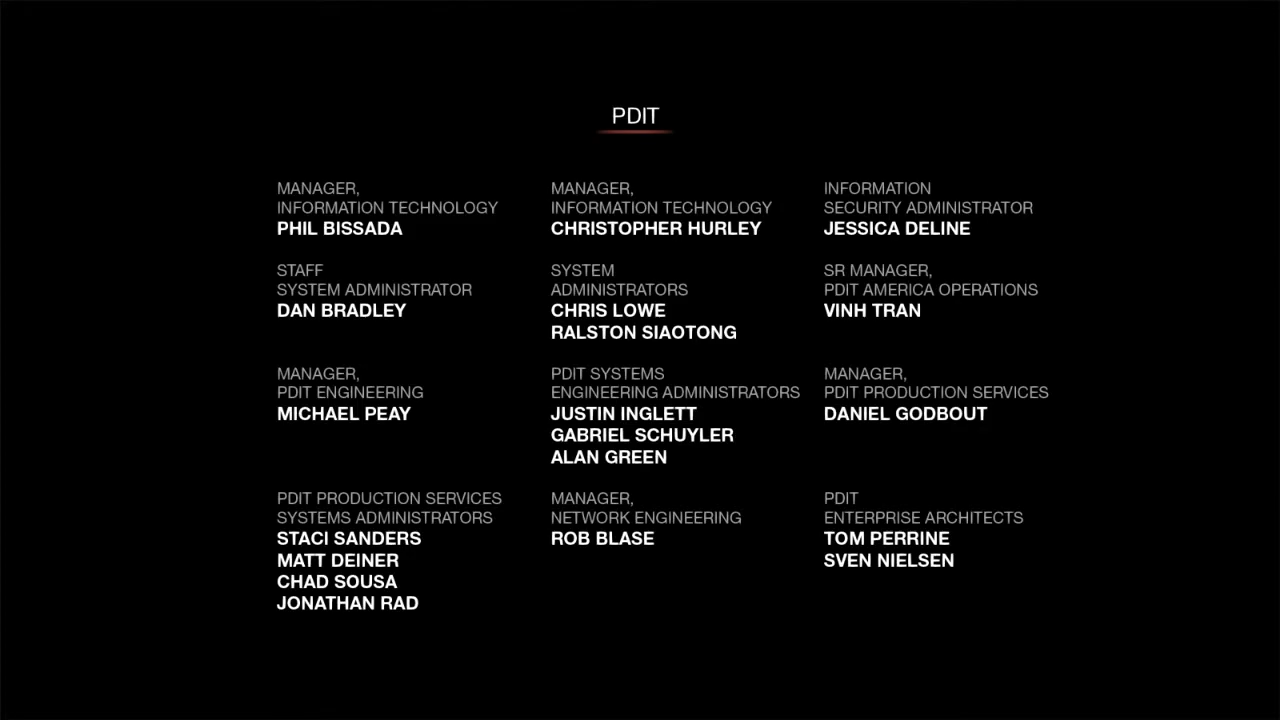 PDIT
MANAGER,
INFORMATION TECHNOLOGY
PHIL BISSADA
MANAGER,
INFORMATION TECHNOLOGY
CHRISTOPHER HURLEY
INFORMATION
SECURITY ADMINISTRATOR
JESSICA DELINE
STAFF
SYSTEM ADMINISTRATOR
DAN BRADLEY
SYSTEM
ADMINISTRATORS
CHRIS LOWE
RALSTON SIAOTONG
SR MANAGER,
PDIT AMERICA OPERATIONS
VINH TRAN
MANAGER,
PDIT ENGINEERING
MICHAEL PEAY
PDIT SYSTEMS
ENGINEERING ADMINISTRATORS
JUSTIN INGLETT
GABRIEL SCHUYLER
ALAN GREEN
MANAGER,
PDIT PRODUCTION SERVICES
DANIEL GODBOUT
PDIT PRODUCTION SERVICES
SYSTEMS ADMINISTRATORS
STACI SANDERS
MATT DEINER
CHAD SOUSA
JONATHAN RAD
MANAGER,
NETWORK ENGINEERING
ROB BLASE
PDIT
ENTERPRISE ARCHITECTS
TOM PERRINE
SVEN NIELSEN